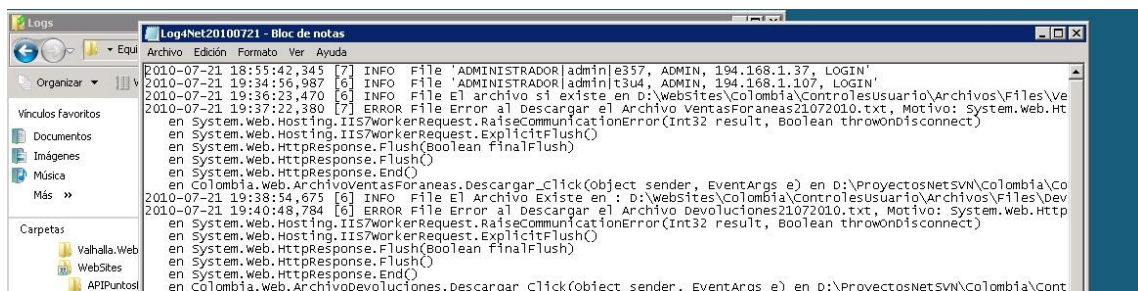 Logs
Log4Net20100721 - Bloc de notas
Equi
Archivo Edición Formato Ver Ayuda
Organizar
Vínculos favoritos
Documentos
Imágenes
Música
Más »
Carpetas
Valhalla.Web
WebSites
APIPuntos
2010-07-21 18:55:42,345 [7] INFO File 'ADMINISTRADOR|admin|e357, ADMIN, 194.168.1.37, LOGIN'
2010-07-21 19:34:56,987 [6] INFO File 'ADMINISTRADOR|admin|t3u4, ADMIN, 194.168.1.107, LOGIN'
2010-07-21 19:36:23,470 [6] INFO File El archivo si existe en D:\WebSites\Colombia\ControlesUsuario\Archivos\Files\Ve
2010-07-21 19:37:22,380 [7] ERROR File Error al Descargar el Archivo VentasForaneas21072010.txt, Motivo: System.Web.Ht
en System.Web.Hosting.IIS7WorkerRequest.RaiseCommunicationError(Int32 result, Boolean throwOnDisconnect)
en System.Web.Hosting.IIS7WorkerRequest.ExplicitFlush()
en System.Web.HttpResponse.Flush(Boolean finalFlush)
en System.Web.HttpResponse.Flush()
en System.Web.HttpResponse.End()
en Colombia.Web.ArchivoVentasForaneas.Descargar_Click(Object sender, EventArgs e) en D:\ProyectosNetSVN\Colombia\Co
2010-07-21 19:38:54,675 [6] INFO File El Archivo Existe en : D:\WebSites\Colombia\ControlesUsuario\Archivos\Files\Dev
2010-07-21 19:40:48,784 [6] ERROR File Error al Descargar el Archivo Devoluciones21072010.txt, Motivo: System.Web.Http
en System.Web.Hosting.IIS7WorkerRequest.RaiseCommunicationError(Int32 result, Boolean throwOnDisconnect)
en System.Web.Hosting.IIS7WorkerRequest.ExplicitFlush()
en System.Web.HttpResponse.Flush(Boolean finalFlush)
en System.Web.HttpResponse.Flush()
en System.Web.HttpResponse.End()
en Colombia.Web.ArchivoDevoluciones.Descargar_Click(Object sender, EventArgs e) en D:\ProyectosNetSVN\Colombia\Cont